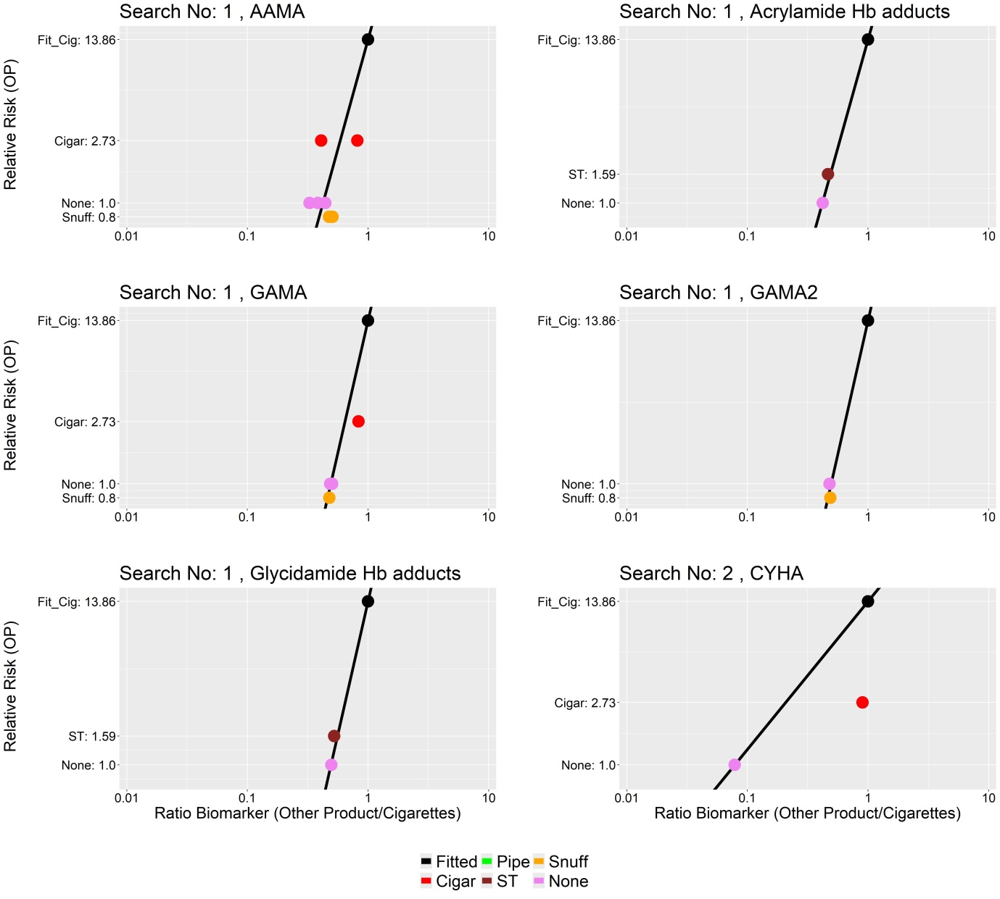 Search No: 1 , AAMA
Relative Risk (OP)
Fit_Cig: 13.86
Cigar: 2.73
None: 1.0
Snuff: 0.8
0.01 0.1 1 10
Search No: 1 , Acrylamide Hb adducts
Fit_Cig: 13.86
ST: 1.59
None: 1.0
0.01 0.1 1 10
Search No: 1 , GAMA
Relative Risk (OP)
Fit_Cig: 13.86
Cigar: 2.73
None: 1.0
Snuff: 0.8
0.01 0.1 1 10
Search No: 1 , GAMA2
Fit_Cig: 13.86
None: 1.0
Snuff: 0.8
0.01 0.1 1 10
Search No: 1 , Glycidamide Hb adducts
Relative Risk (OP)
Fit_Cig: 13.86
ST: 1.59
None: 1.0
0.01 0.1 1 10
Ratio Biomarker (Other Product/Cigarettes)
Search No: 2 , CYHA
Fit_Cig: 13.86
Cigar: 2.73
None: 1.0
0.01 0.1 1 10
Ratio Biomarker (Other Product/Cigarettes)
Fitted Pipe Snuff
Cigar ST None